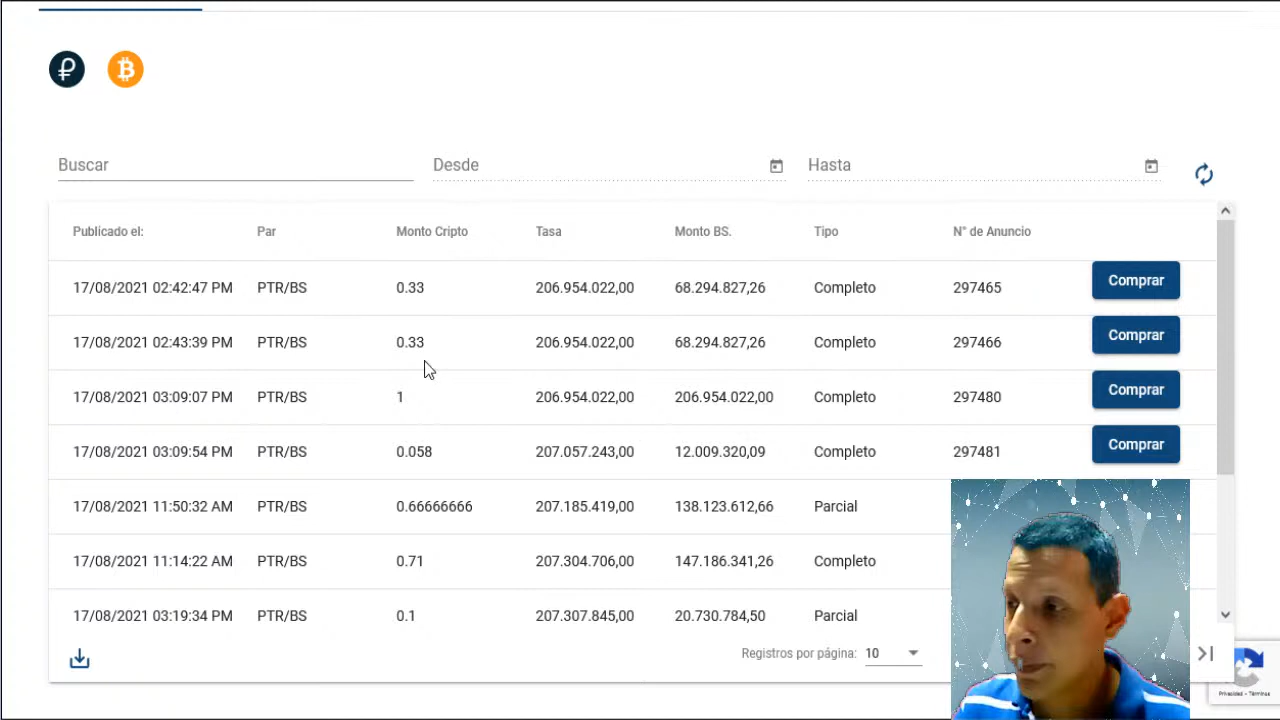 Buscar Desde Hasta
Publicado el: Par Monto Cripto Tasa Monto BS. Tipo N° de Anuncio
17/08/2021 02:42:47 PM PTR/BS 0.33 206.954.022,00 68.294.827,26 Completo 297465 Comprar
17/08/2021 02:43:39 PM PTR/BS 0.33 206.954.022,00 68.294.827,26 Completo 297466 Comprar
17/08/2021 03:09:07 PM PTR/BS 1 206.954.022,00 206.954.022,00 Completo 297480 Comprar
17/08/2021 03:09:54 PM PTR/BS 0.058 207.057.243,00 12.009.320,09 Completo 297481 Comprar
17/08/2021 11:50:32 AM PTR/BS 0.66666666 207.185.419,00 138.123.612,66 Parcial
17/08/2021 11:14:22 AM PTR/BS 0.71 207.304.706,00 147.186.341,26 Completo
17/08/2021 03:19:34 PM PTR/BS 0.1 207.307.845,00 20.730.784,50 Parcial
Registros por página: 10
Privacidad - Términos